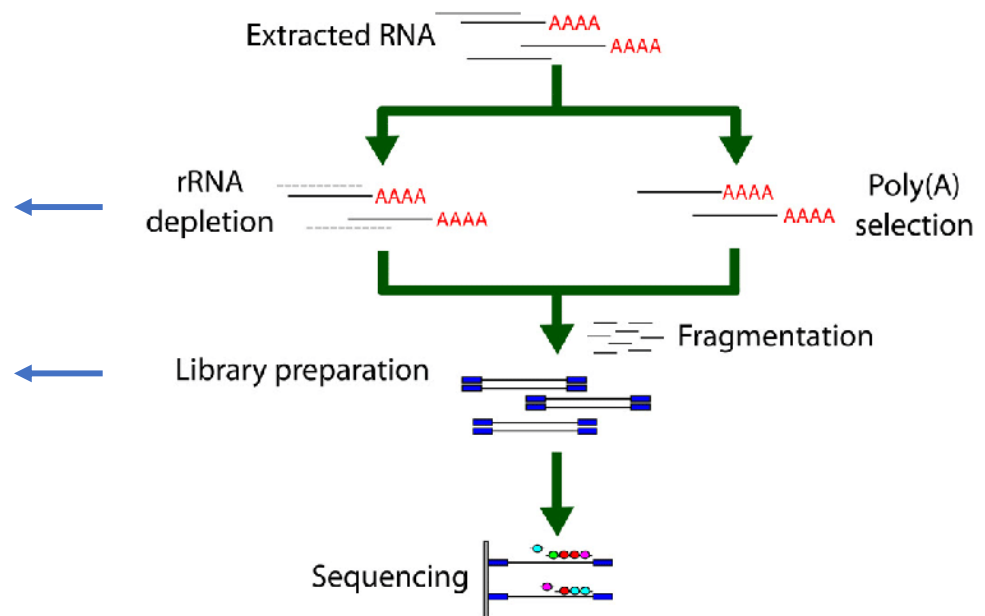 Extracted RNA
AAAA
AAAA
rRNA
depletion
AAAA
AAAA
AAAA
AAAA
Poly(A)
selection
Fragmentation
Library preparation
Sequencing